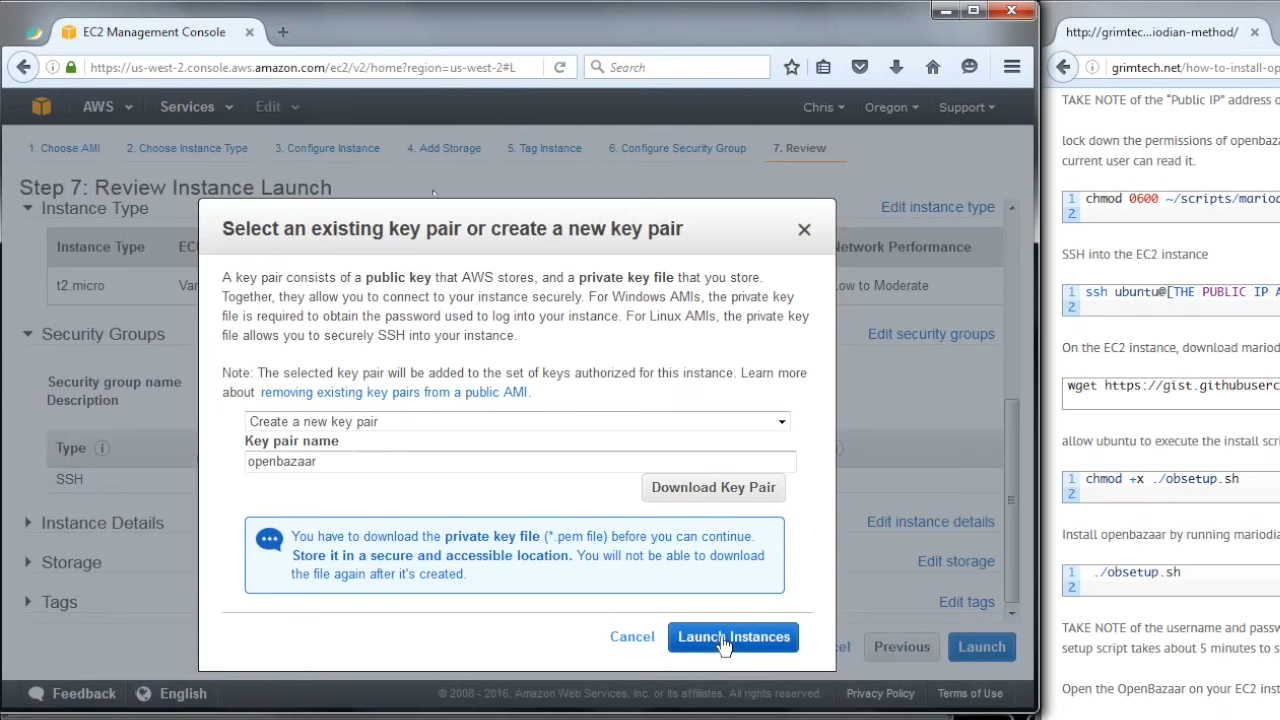 EC2 Management Console
https://us-west-2.console.aws.amazon.com/ec2/v2/home?region=us-west-2#L
Search
AWS Services Edit
Chris Oregon Support
1. Choose AMI 2. Choose Instance Type 3. Configure Instance 4. Add Storage 5. Tag Instance 6. Configure Security Group 7. Review
Step 7: Review Instance Launch
Instance Type
Edit instance type
Instance Type
Network Performance
t2.micro
Low to Moderate
Security Groups
Edit security groups
Security group name
Description
Type
SSH
Instance Details
Edit instance details
Storage
Edit storage
Tags
Edit tags
Previous
Launch
Select an existing key pair or create a new key pair
A key pair consists of a public key that AWS stores, and a private key file that you store.
Together, they allow you to connect to your instance securely. For Windows AMIs, the private key
file is required to obtain the password used to log into your instance. For Linux AMIs, the private key
file allows you to securely SSH into your instance.
Note: The selected key pair will be added to the set of keys authorized for this instance. Learn more
about removing existing key pairs from a public AMI.
Create a new key pair
Key pair name
openbazaar
Download Key Pair
You have to download the private key file (*.pem file) before you can continue.
Store it in a secure and accessible location. You will not be able to download
the file again after it's created.
Cancel
Launch Instances
Feedback
English
© 2008 - 2016, Amazon Web Services, Inc. or its affiliates. All rights reserved.
Privacy Policy
Terms of Use
http://grimtec...iodian-method/
grimtech.net/how-to-install-op
TAKE NOTE of the “Public IP” address
lock down the permissions of openbaza
current user can read it.
1 chmod 0600 ~/scripts/mariod
2
SSH into the EC2 instance
1 ssh ubuntu@[THE PUBLIC IP A
2
On the EC2 instance, download mariod
wget https://gist.githubuserc
allow ubuntu to execute the install scri
1 chmod +x ./obsetup.sh
2
Install openbazaar by running mariodia
1 ./obsetup.sh
2
TAKE NOTE of the username and passw
setup script takes about 5 minutes to s
Open the OpenBazaar on your EC2 inst